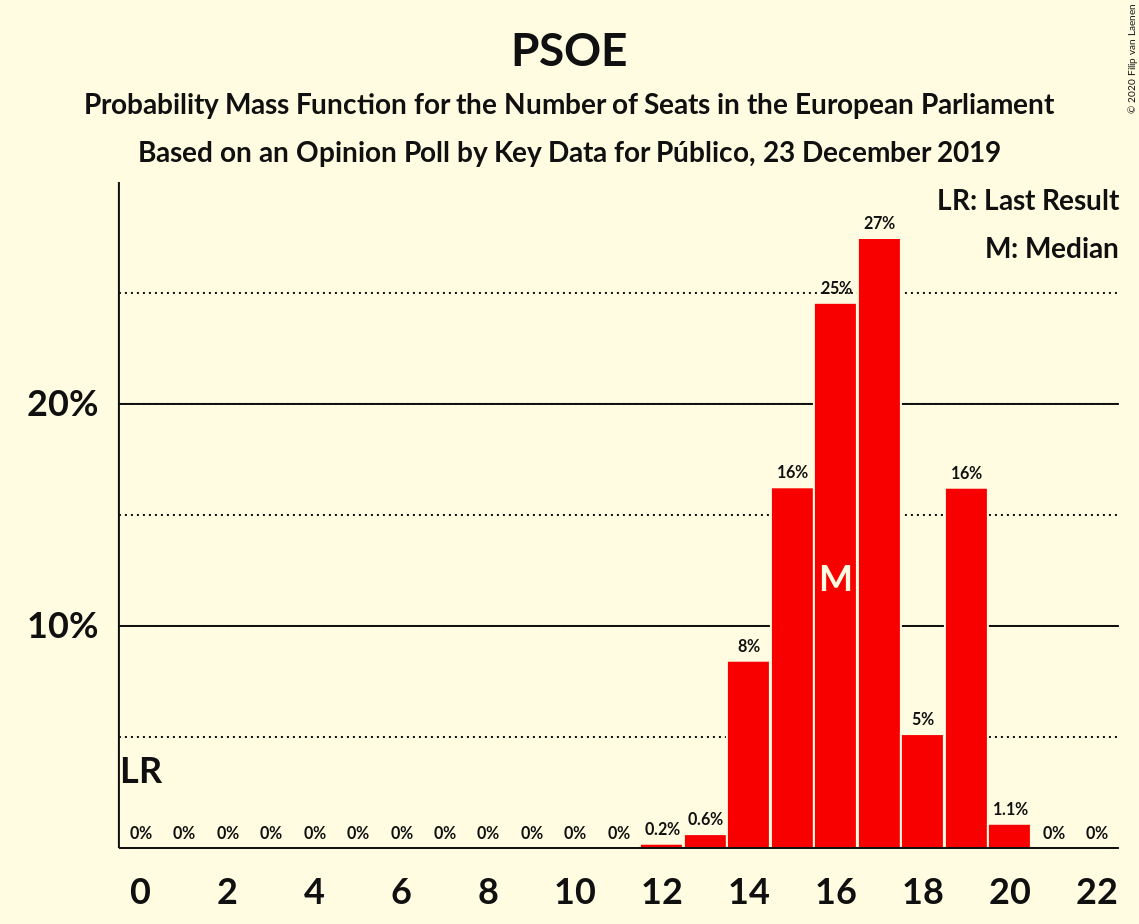 PSOE
Probability Mass Function for the Number of Seats in the European Parliament
Based on an Opinion Poll by Key Data for Público, 23 December 2019
© 2020 Filip van Laenen
LR: Last Result
M: Median
27%
25%
20%
16%
16%
M
10%
8%
5%
LR
1.1%
0% 0% 0% 0% 0% 0% 0% 0% 0% 0% 0% 0% 0.2% 0.6% 0% 0%
0 2 4 6 8 10 12 14 16 18 20 22